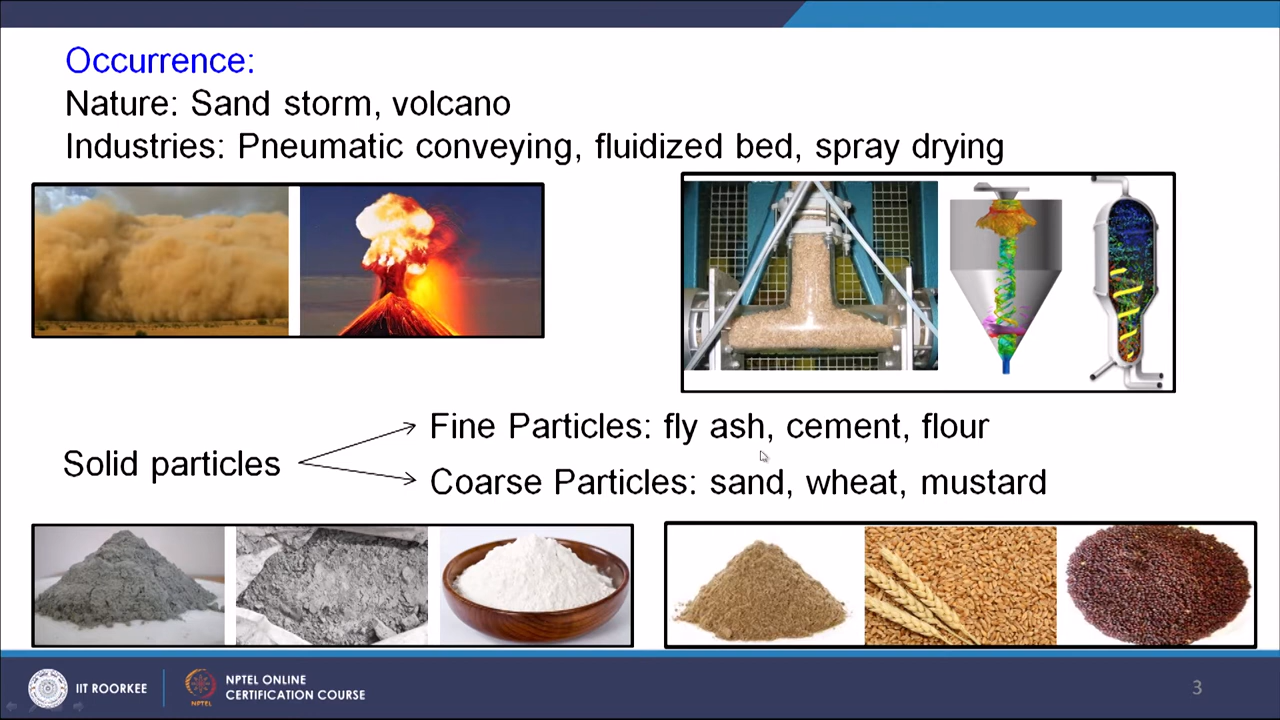 Occurrence:
Nature: Sand storm, volcano
Industries: Pneumatic conveying, fluidized bed, spray drying
Solid particles
Fine Particles: fly ash, cement, flour
Coarse Particles: sand, wheat, mustard
IIT ROORKEE
NPTEL
NPTEL ONLINE
CERTIFICATION COURSE
3